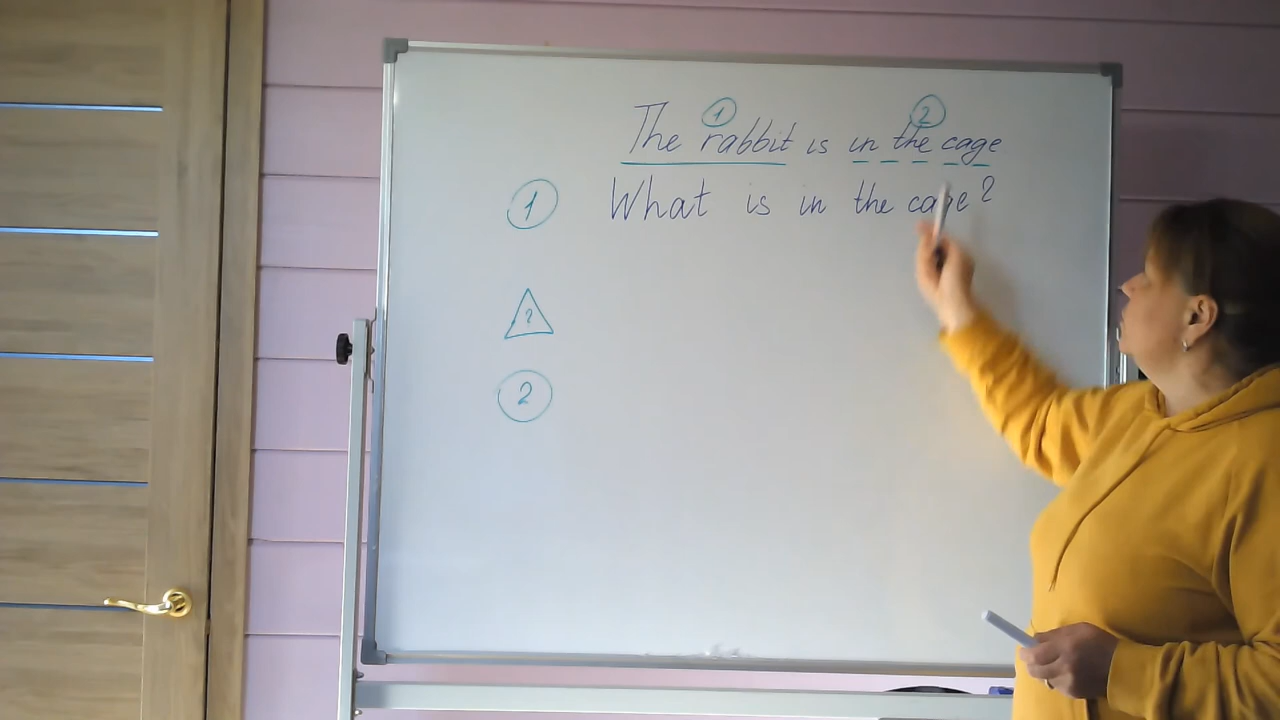 1 2
The rabbit is in the cage
1 What is in the cage?
?
2